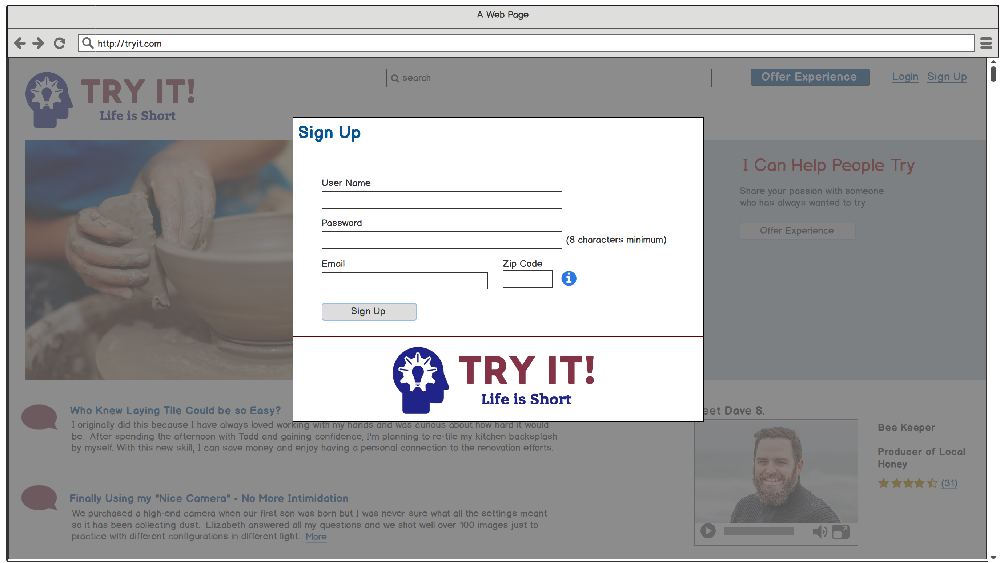 A Web Page
http://tryit.com
TRY IT!
Life is Short
search
Offer Experience
Login Sign Up
Sign Up
User Name
Password
(8 characters minimum)
Email
Zip Code
Sign Up
TRY IT!
Life is Short
I Can Help People Try
Share your passion with someone
who has always wanted to try
Offer Experience
Who Knew Laying Tile Could be so Easy?
I originally did this because I have always loved working with my hands and was curious about how hard it would
be.  After spending the afternoon with Todd and gaining confidence, I'm planning to re-tile my kitchen backsplash
by myself. With this new skill, I can save money and enjoy having a personal connection to the renovation efforts.
Finally Using my "Nice Camera" - No More Intimidation
We purchased a high-end camera when our first son was born but I was never sure what all the settings meant
so it has been collecting dust.  Elizabeth answered all my questions and we shot well over 100 images just to
practice with different configurations in different light.  More
Dave S.
Bee Keeper
Producer of Local
Honey
(31)